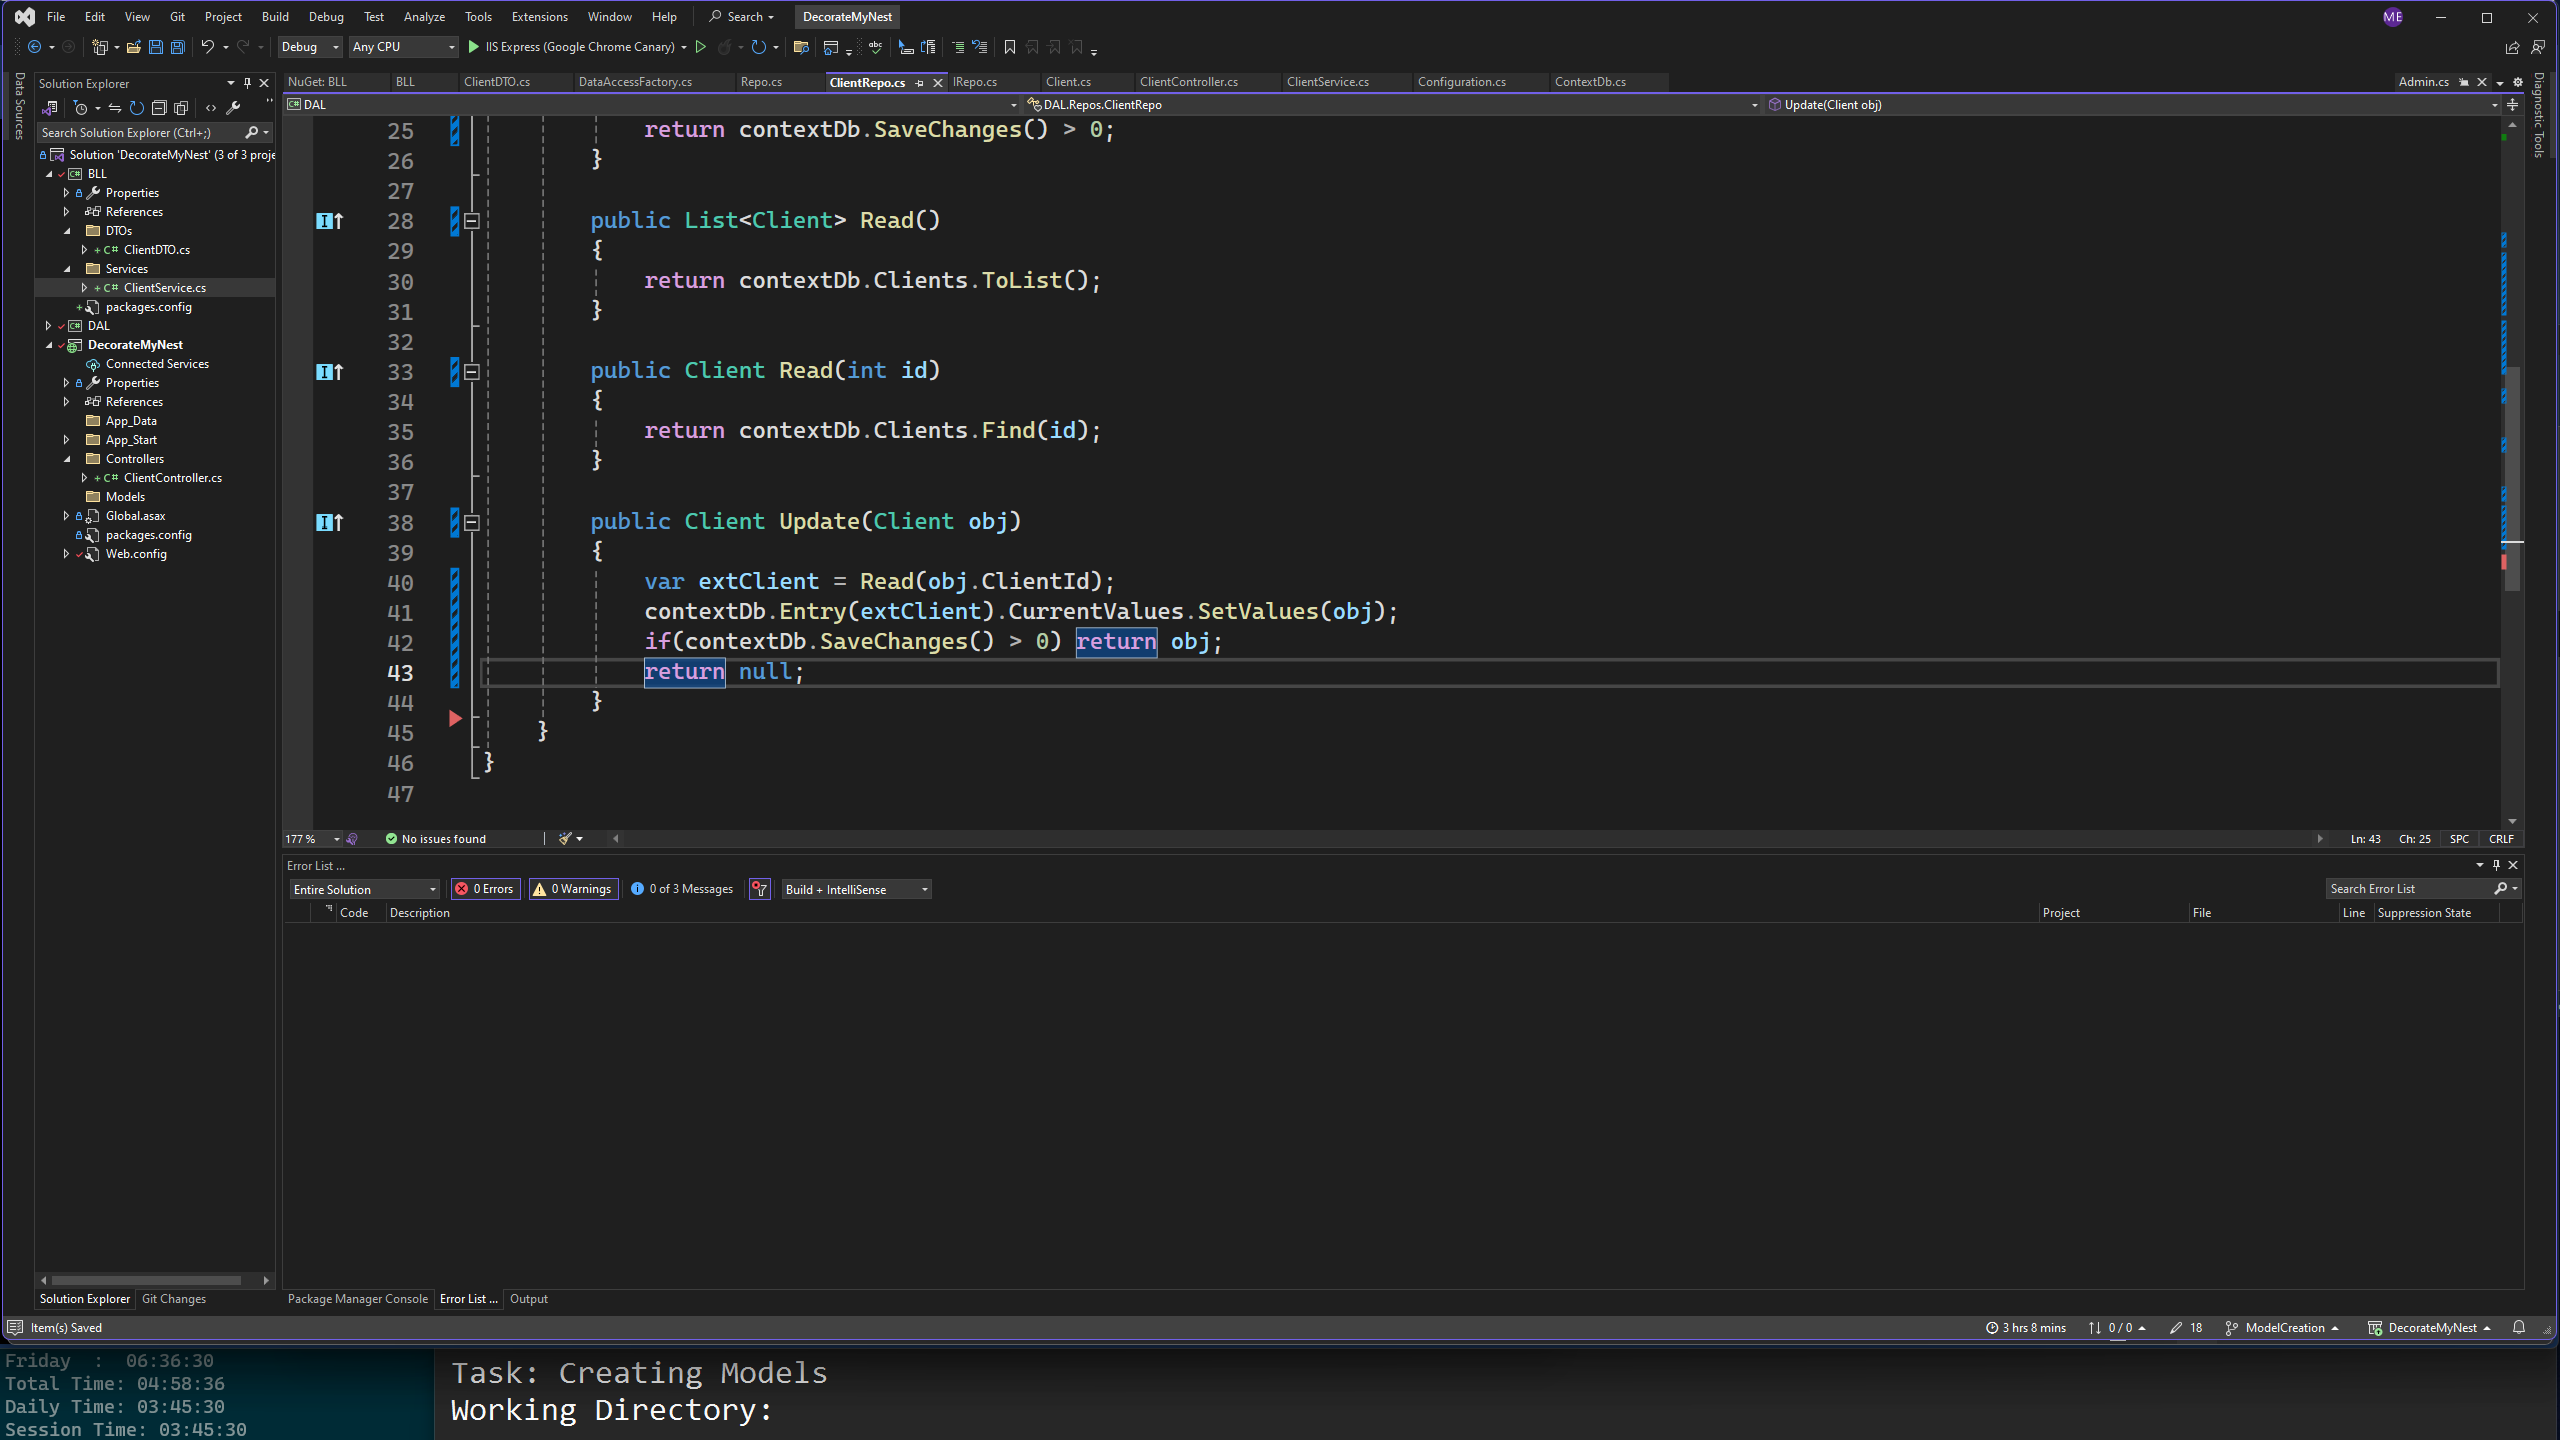 File Edit View Git Project Build Debug Test Analyze Tools Extensions Window Help Search DecorateMyNest ME
Debug Any CPU IIS Express (Google Chrome Canary)
Data Sources
Solution Explorer
Search Solution Explorer (Ctrl+;)
Solution 'DecorateMyNest' (3 of 3 proje
BLL
Properties
References
DTOs
ClientDTO.cs
Services
ClientService.cs
packages.config
DAL
DecorateMyNest
Connected Services
Properties
References
App_Data
App_Start
Controllers
ClientController.cs
Models
Global.asax
packages.config
Web.config
Solution Explorer Git Changes
NuGet: BLL BLL ClientDTO.cs DataAccessFactory.cs Repo.cs ClientRepo.cs IRepo.cs Client.cs ClientController.cs ClientService.cs Configuration.cs ContextDb.cs Admin.cs
DAL DAL.Repos.ClientRepo Update(Client obj)
Diagnostic Tools
25 return contextDb.SaveChanges() > 0;
26 }
27
28 public List<Client> Read()
29 {
30 return contextDb.Clients.ToList();
31 }
32
33 public Client Read(int id)
34 {
35 return contextDb.Clients.Find(id);
36 }
37
38 public Client Update(Client obj)
39 {
40 var extClient = Read(obj.ClientId);
41 contextDb.Entry(extClient).CurrentValues.SetValues(obj);
42 if(contextDb.SaveChanges() > 0) return obj;
43 return null;
44 }
45 }
46 }
47
177 % No issues found Ln: 43 Ch: 25 SPC CRLF
Error List ...
Entire Solution 0 Errors 0 Warnings 0 of 3 Messages Build + IntelliSense Search Error List
Code Description Project File Line Suppression State
Package Manager Console Error List ... Output
Item(s) Saved 3 hrs 8 mins 0 / 0 18 ModelCreation DecorateMyNest
Friday : 06:36:30
Total Time: 04:58:36
Daily Time: 03:45:30
Session Time: 03:45:30
Task: Creating Models
Working Directory: